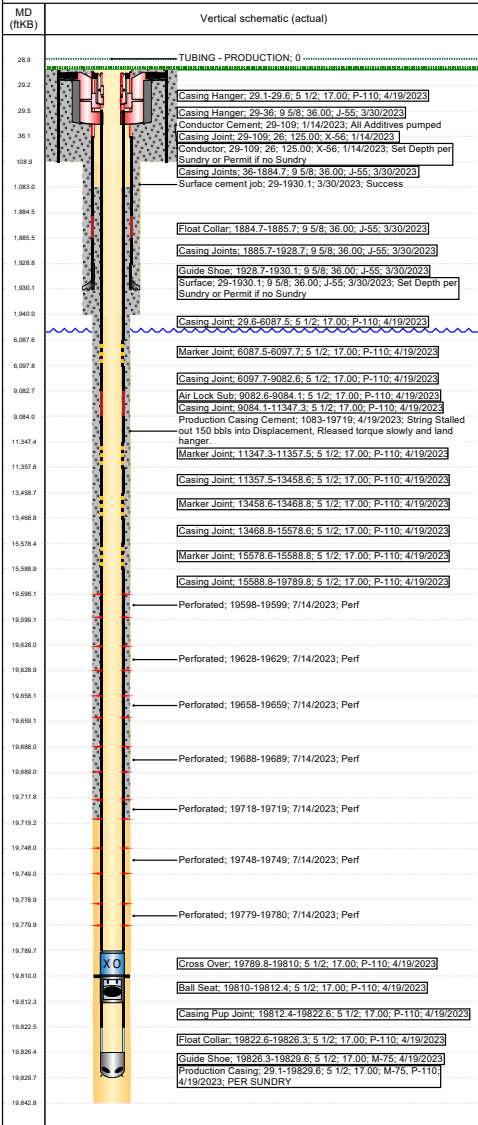 MD
(ftKB)
Vertical schematic (actual)
28.9
29.2
29.5
36.1
108.9
1,083.0
1,884.5
1,885.5
1,928.8
1,930.1
1,940.0
6,087.6
6,097.8
9,082.7
9,084.0
11,347.4
11,357.6
13,458.7
13,468.8
15,578.4
15,588.9
19,598.1
19,599.1
19,628.0
19,628.9
19,658.1
19,659.1
19,688.0
19,689.0
19,717.8
19,719.2
19,748.0
19,749.0
19,778.9
19,779.9
19,789.7
19,810.0
19,812.3
19,822.5
19,826.4
19,829.7
19,842.8
TUBING - PRODUCTION; 0
Casing Hanger; 29.1-29.6; 5 1/2; 17.00; P-110; 4/19/2023
Casing Hanger; 29-36; 9 5/8; 36.00; J-55; 3/30/2023
Conductor Cement; 29-109; 1/14/2023; All Additives pumped
Casing Joint; 29-109; 26; 125.00; X-56; 1/14/2023
Conductor; 29-109; 26; 125.00; X-56; 1/14/2023; Set Depth per
Sundry or Permit if no Sundry
Casing Joints; 36-1884.7; 9 5/8; 36.00; J-55; 3/30/2023
Surface cement job; 29-1930.1; 3/30/2023; Success
Float Collar; 1884.7-1885.7; 9 5/8; 36.00; J-55; 3/30/2023
Casing Joints; 1885.7-1928.7; 9 5/8; 36.00; J-55; 3/30/2023
Guide Shoe; 1928.7-1930.1; 9 5/8; 36.00; J-55; 3/30/2023
Surface; 29-1930.1; 9 5/8; 36.00; J-55; 3/30/2023; Set Depth per
Sundry or Permit if no Sundry
Casing Joint; 29.6-6087.5; 5 1/2; 17.00; P-110; 4/19/2023
Marker Joint; 6087.5-6097.7; 5 1/2; 17.00; P-110; 4/19/2023
Casing Joint; 6097.7-9082.6; 5 1/2; 17.00; P-110; 4/19/2023
Air Lock Sub; 9082.6-9084.1; 5 1/2; 17.00; P-110; 4/19/2023
Casing Joint; 9084.1-11347.3; 5 1/2; 17.00; P-110; 4/19/2023
Production Casing Cement; 1083-19719; 4/19/2023; String Stalled
out 150 bbls into Displacement, Rleased torque slowly and land
hanger.
Marker Joint; 11347.3-11357.5; 5 1/2; 17.00; P-110; 4/19/2023
Casing Joint; 11357.5-13458.6; 5 1/2; 17.00; P-110; 4/19/2023
Marker Joint; 13458.6-13468.8; 5 1/2; 17.00; P-110; 4/19/2023
Casing Joint; 13468.8-15578.6; 5 1/2; 17.00; P-110; 4/19/2023
Marker Joint; 15578.6-15588.8; 5 1/2; 17.00; P-110; 4/19/2023
Casing Joint; 15588.8-19789.8; 5 1/2; 17.00; P-110; 4/19/2023
Perforated; 19598-19599; 7/14/2023; Perf
Perforated; 19628-19629; 7/14/2023; Perf
Perforated; 19658-19659; 7/14/2023; Perf
Perforated; 19688-19689; 7/14/2023; Perf
Perforated; 19718-19719; 7/14/2023; Perf
Perforated; 19748-19749; 7/14/2023; Perf
Perforated; 19779-19780; 7/14/2023; Perf
XO
Cross Over; 19789.8-19810; 5 1/2; 17.00; P-110; 4/19/2023
Ball Seat; 19810-19812.4; 5 1/2; 17.00; P-110; 4/19/2023
Casing Pup Joint; 19812.4-19822.6; 5 1/2; 17.00; P-110; 4/19/2023
Float Collar; 19822.6-19826.3; 5 1/2; 17.00; P-110; 4/19/2023
Guide Shoe; 19826.3-19829.6; 5 1/2; 17.00; M-75; 4/19/2023
Production Casing; 29.1-19829.6; 5 1/2; 17.00; M-75, P-110;
4/19/2023; PER SUNDRY